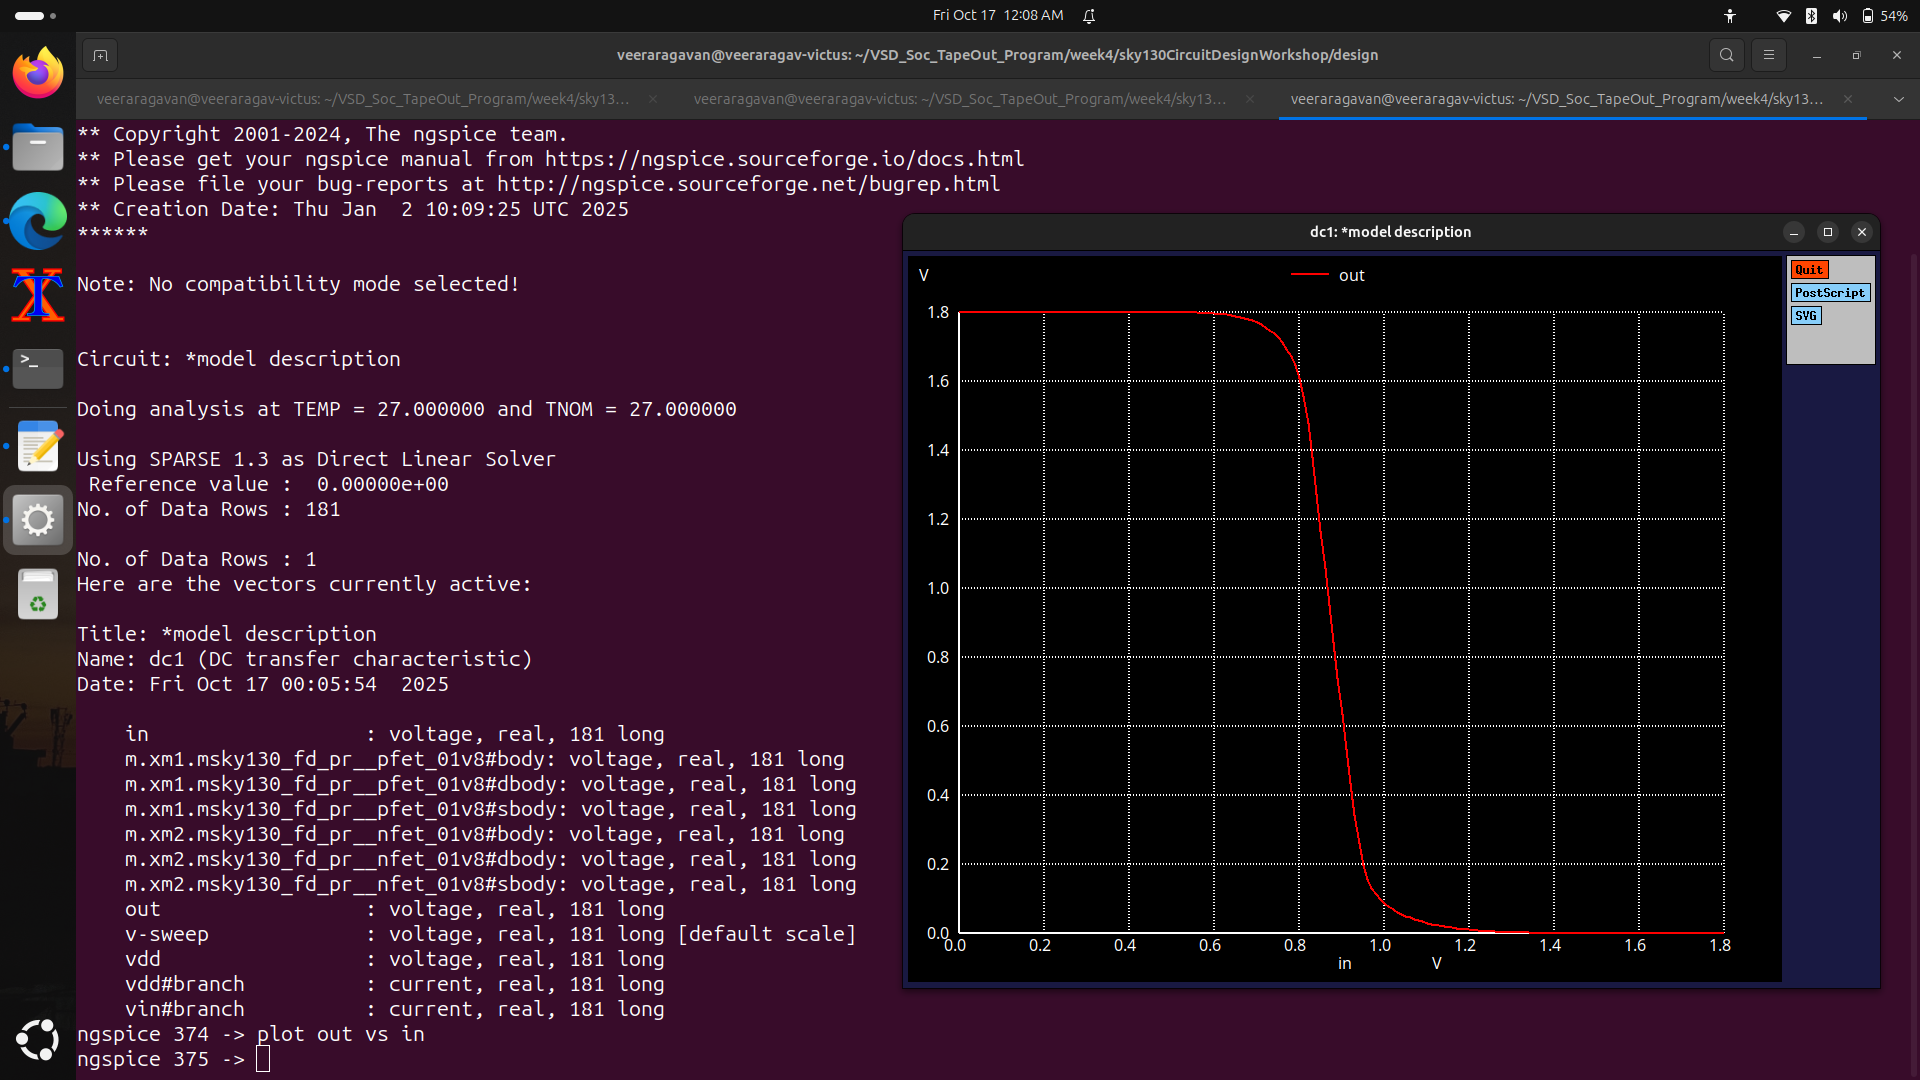 Fri Oct 17 12:08 AM
54%
veeraragavan@veeraragav-victus: ~/VSD_Soc_TapeOut_Program/week4/sky130CircuitDesignWorkshop/design
veeraragavan@veeraragav-victus: ~/VSD_Soc_TapeOut_Program/week4/sky13...
veeraragavan@veeraragav-victus: ~/VSD_Soc_TapeOut_Program/week4/sky13...
veeraragavan@veeraragav-victus: ~/VSD_Soc_TapeOut_Program/week4/sky13...
** Copyright 2001-2024, The ngspice team.
** Please get your ngspice manual from https://ngspice.sourceforge.io/docs.html
** Please file your bug-reports at http://ngspice.sourceforge.net/bugrep.html
** Creation Date: Thu Jan  2 10:09:25 UTC 2025
******
Note: No compatibility mode selected!
Circuit: *model description
Doing analysis at TEMP = 27.000000 and TNOM = 27.000000
Using SPARSE 1.3 as Direct Linear Solver
Reference value :  0.00000e+00
No. of Data Rows : 181
No. of Data Rows : 1
Here are the vectors currently active:
Title: *model description
Name: dc1 (DC transfer characteristic)
Date: Fri Oct 17 00:05:54  2025
in : voltage, real, 181 long
m.xm1.msky130_fd_pr__pfet_01v8#body: voltage, real, 181 long
m.xm1.msky130_fd_pr__pfet_01v8#dbody: voltage, real, 181 long
m.xm1.msky130_fd_pr__pfet_01v8#sbody: voltage, real, 181 long
m.xm2.msky130_fd_pr__nfet_01v8#body: voltage, real, 181 long
m.xm2.msky130_fd_pr__nfet_01v8#dbody: voltage, real, 181 long
m.xm2.msky130_fd_pr__nfet_01v8#sbody: voltage, real, 181 long
out : voltage, real, 181 long
v-sweep : voltage, real, 181 long [default scale]
vdd : voltage, real, 181 long
vdd#branch : current, real, 181 long
vin#branch : current, real, 181 long
ngspice 374 -> plot out vs in
ngspice 375 ->
dc1: *model description
V
out
Quit
PostScript
SVG
1.8
1.6
1.4
1.2
1.0
0.8
0.6
0.4
0.2
0.0
0.0 0.2 0.4 0.6 0.8 1.0 1.2 1.4 1.6 1.8
in V